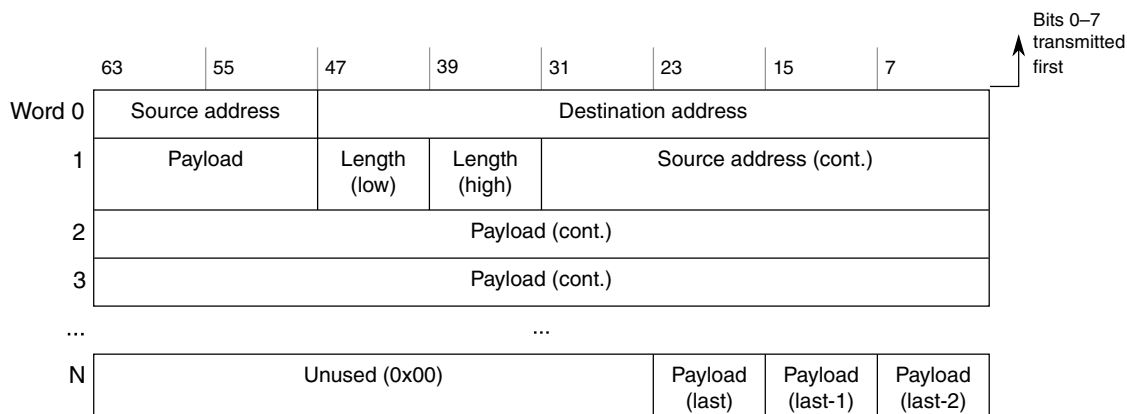 Bits 0–7
transmitted
first
63 55 47 39 31 23 15 7
Word 0 Source address Destination address
1 Payload Length Length Source address (cont.)
(low) (high)
2 Payload (cont.)
3 Payload (cont.)
... ...
N Unused (0x00) Payload Payload Payload
(last) (last-1) (last-2)